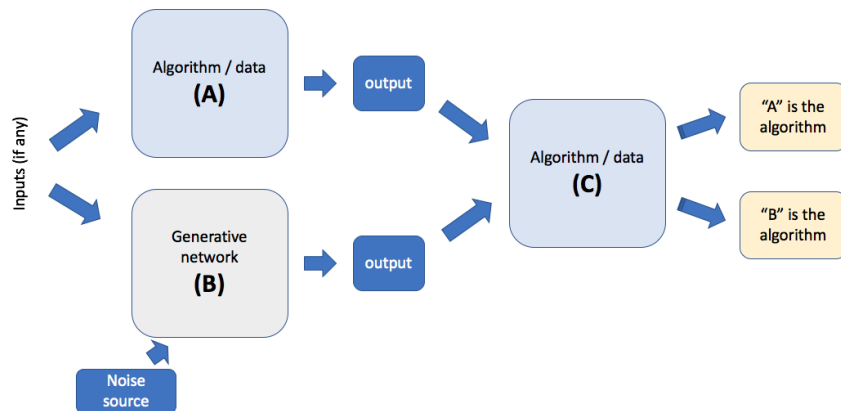 Inputs (if any)
Algorithm / data
(A)
output
Generative
network
(B)
output
Noise
source
Algorithm / data
(C)
“A” is the
algorithm
“B” is the
algorithm